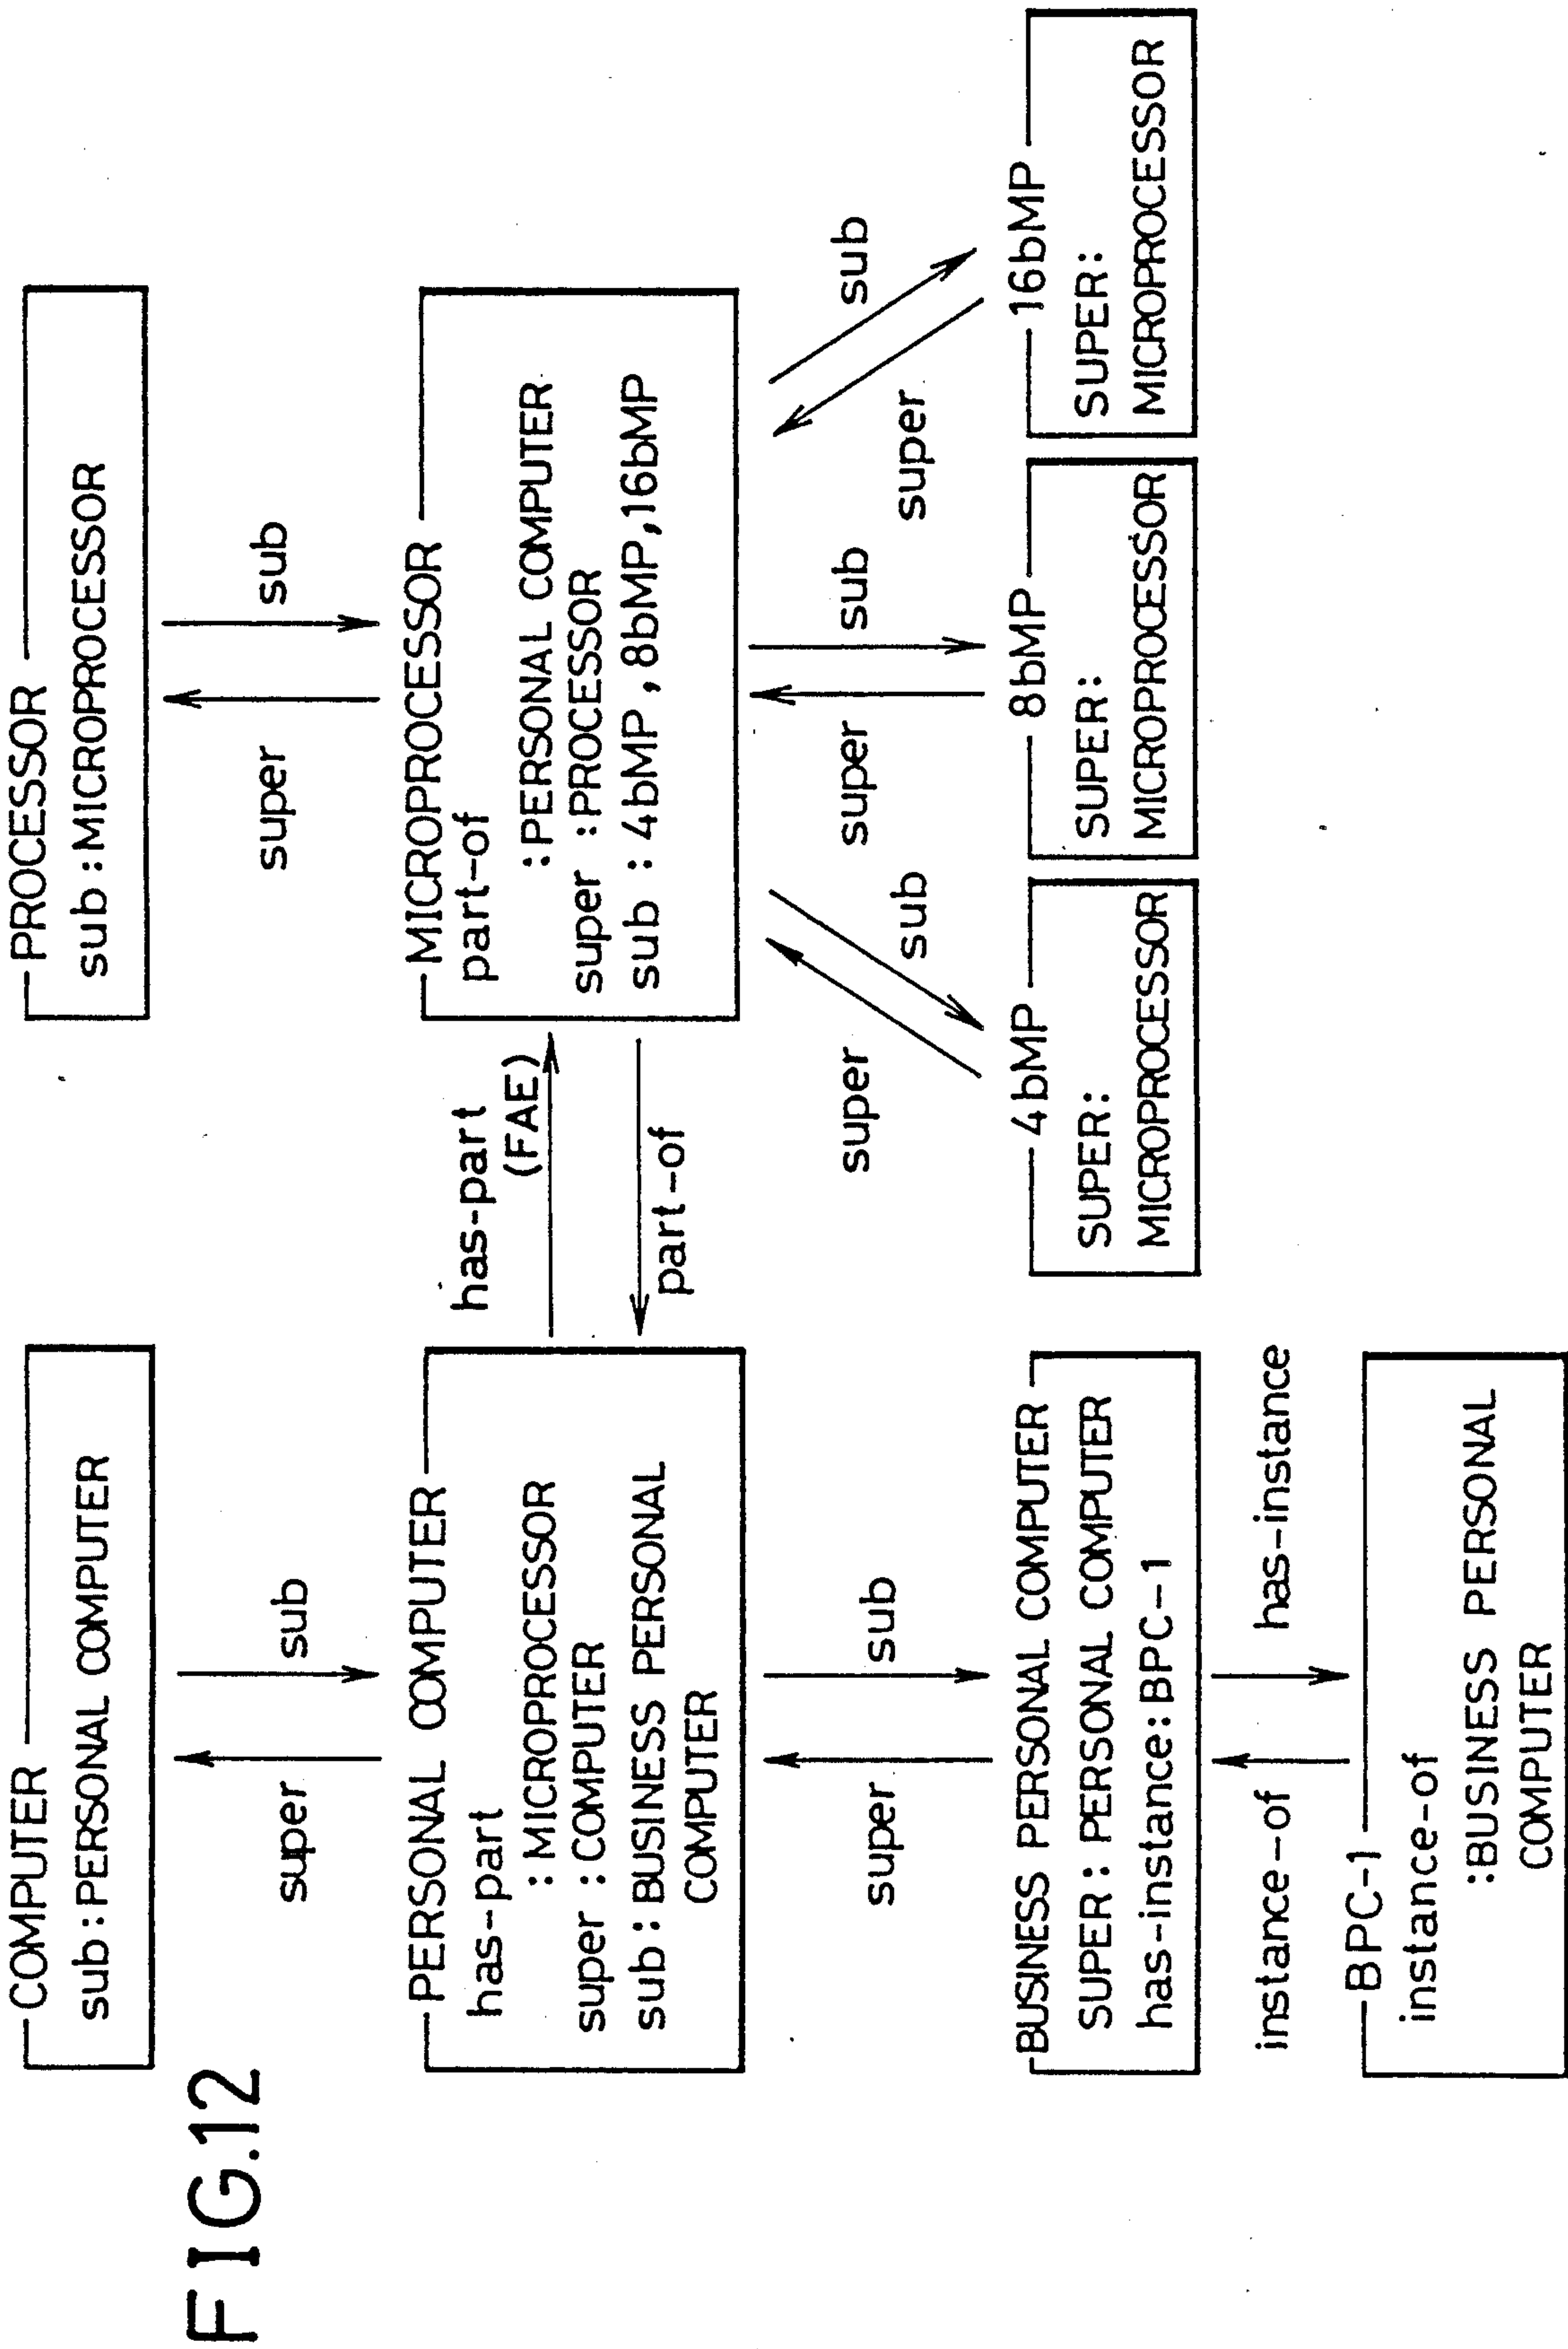 FIG.12
COMPUTER
sub : PERSONAL COMPUTER
super
sub
PERSONAL COMPUTER
has-part
: MICROPROCESSOR
super : COMPUTER
sub : BUSINESS PERSONAL
COMPUTER
super
sub
BUSINESS PERSONAL COMPUTER
SUPER : PERSONAL COMPUTER
has-instance : BPC-1
instance-of
has-instance
BPC-1
instance-of
: BUSINESS PERSONAL
COMPUTER
has-part
(FAE)
part-of
PROCESSOR
sub : MICROPROCESSOR
super
sub
MICROPROCESSOR
part-of
: PERSONAL COMPUTER
super : PROCESSOR
sub : 4bMP, 8bMP, 16bMP
super
sub
super
sub
super
sub
4bMP
SUPER:
MICROPROCESSOR
8bMP
SUPER:
MICROPROCESSOR
16bMP
SUPER:
MICROPROCESSOR